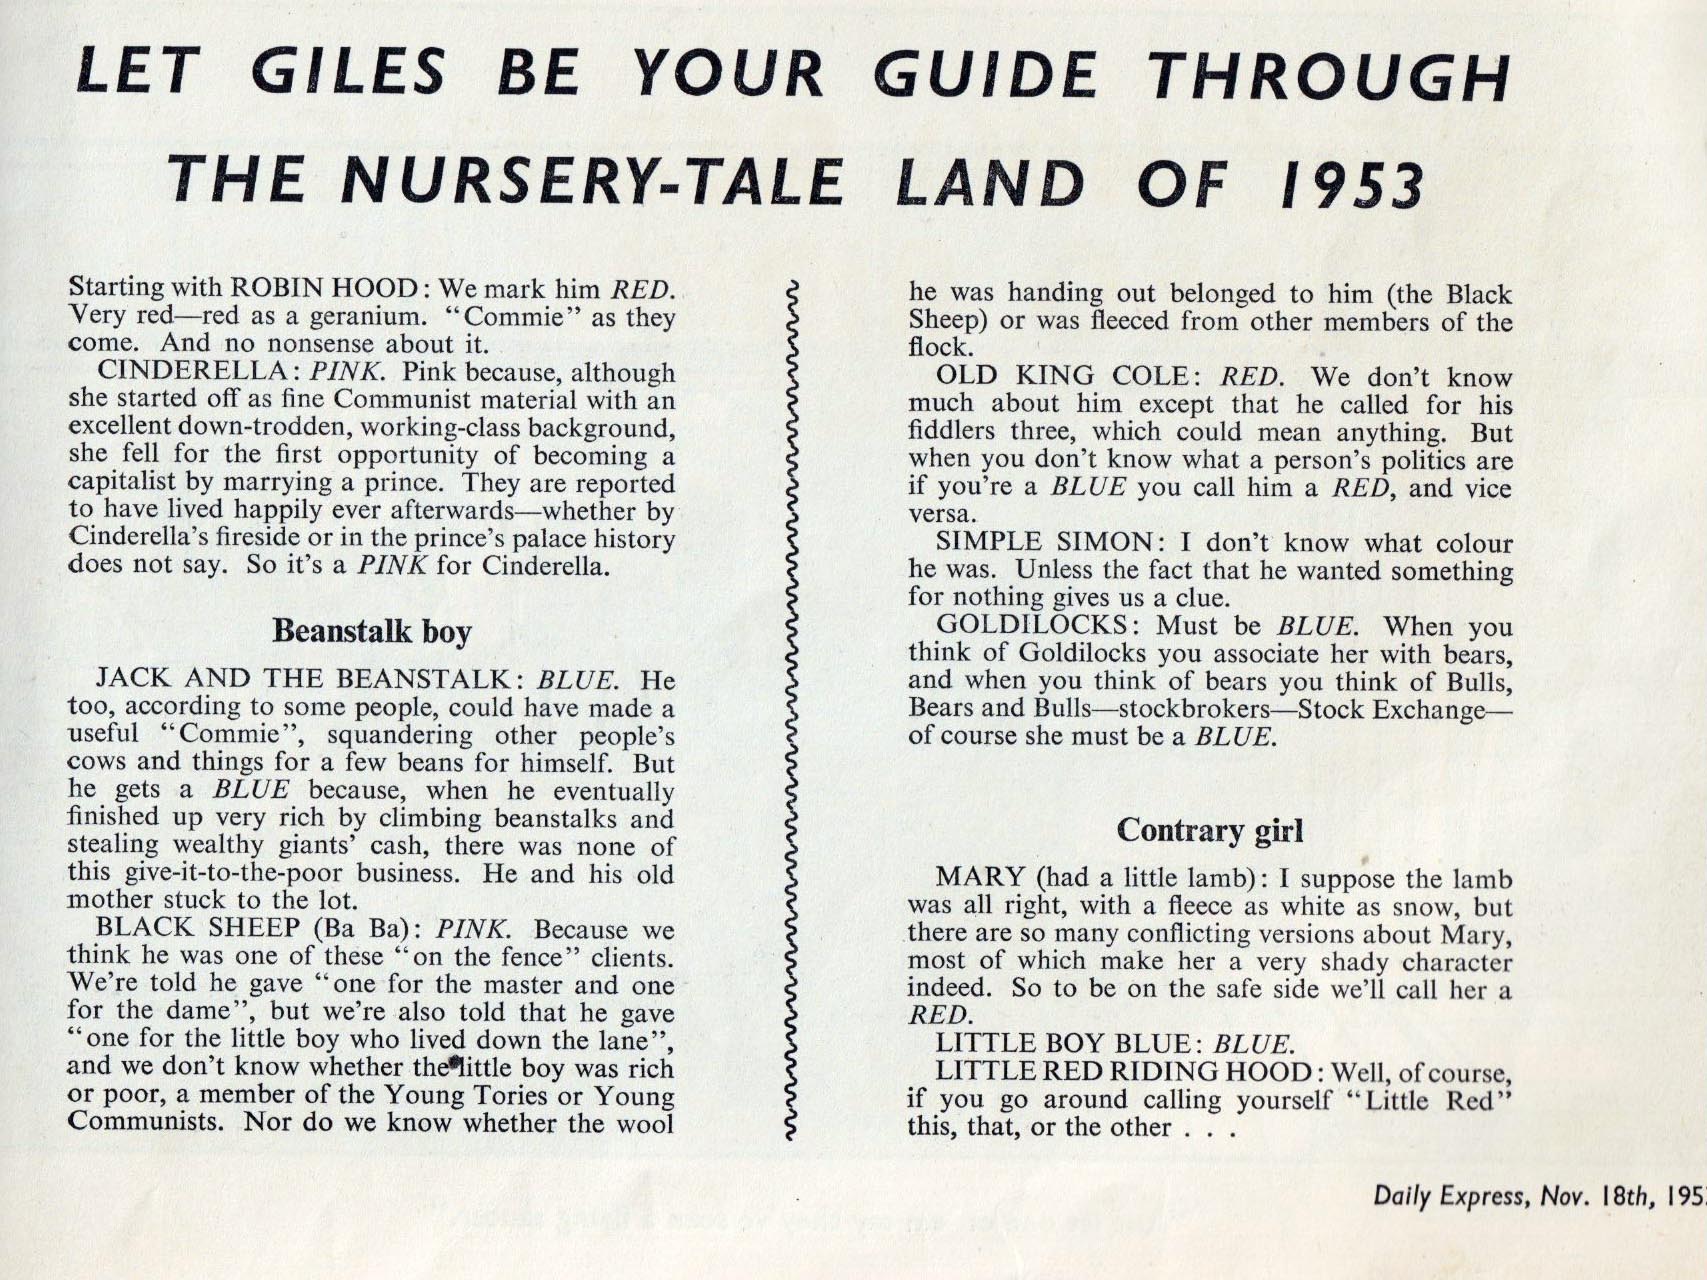 LET GILES BE YOUR GUIDE THROUGH
THE NURSERY-TALE LAND OF 1953
Starting with ROBIN HOOD: We mark him RED.
Very red—red as a geranium. “Commie” as they
come. And no nonsense about it.
CINDERELLA: PINK. Pink because, although
she started off as fine Communist material with an
excellent down-trodden, working-class background,
she fell for the first opportunity of becoming a
capitalist by marrying a prince. They are reported
to have lived happily ever afterwards—whether by
Cinderella’s fireside or in the prince’s palace history
does not say. So it’s a PINK for Cinderella.
Beanstalk boy
JACK AND THE BEANSTALK: BLUE. He
too, according to some people, could have made a
useful “Commie”, squandering other people’s
cows and things for a few beans for himself. But
he gets a BLUE because, when he eventually
finished up very rich by climbing beanstalks and
stealing wealthy giants’ cash, there was none of
this give-it-to-the-poor business. He and his old
mother stuck to the lot.
BLACK SHEEP (Ba Ba): PINK. Because we
think he was one of these “on the fence” clients.
We’re told he gave “one for the master and one
for the dame”, but we’re also told that he gave
“one for the little boy who lived down the lane”,
and we don’t know whether the little boy was rich
or poor, a member of the Young Tories or Young
Communists. Nor do we know whether the wool
he was handing out belonged to him (the Black
Sheep) or was fleeced from other members of the
flock.
OLD KING COLE: RED. We don’t know
much about him except that he called for his
fiddlers three, which could mean anything. But
when you don’t know what a person’s politics are
if you’re a BLUE you call him a RED, and vice
versa.
SIMPLE SIMON: I don’t know what colour
he was. Unless the fact that he wanted something
for nothing gives us a clue.
GOLDILOCKS: Must be BLUE. When you
think of Goldilocks you associate her with bears,
and when you think of bears you think of Bulls,
Bears and Bulls—stockbrokers—Stock Exchange—
of course she must be a BLUE.
Contrary girl
MARY (had a little lamb): I suppose the lamb
was all right, with a fleece as white as snow, but
there are so many conflicting versions about Mary,
most of which make her a very shady character
indeed. So to be on the safe side we’ll call her a
RED.
LITTLE BOY BLUE: BLUE.
LITTLE RED RIDING HOOD: Well, of course,
if you go around calling yourself “Little Red”
this, that, or the other . . .
Daily Express, Nov. 18th, 195